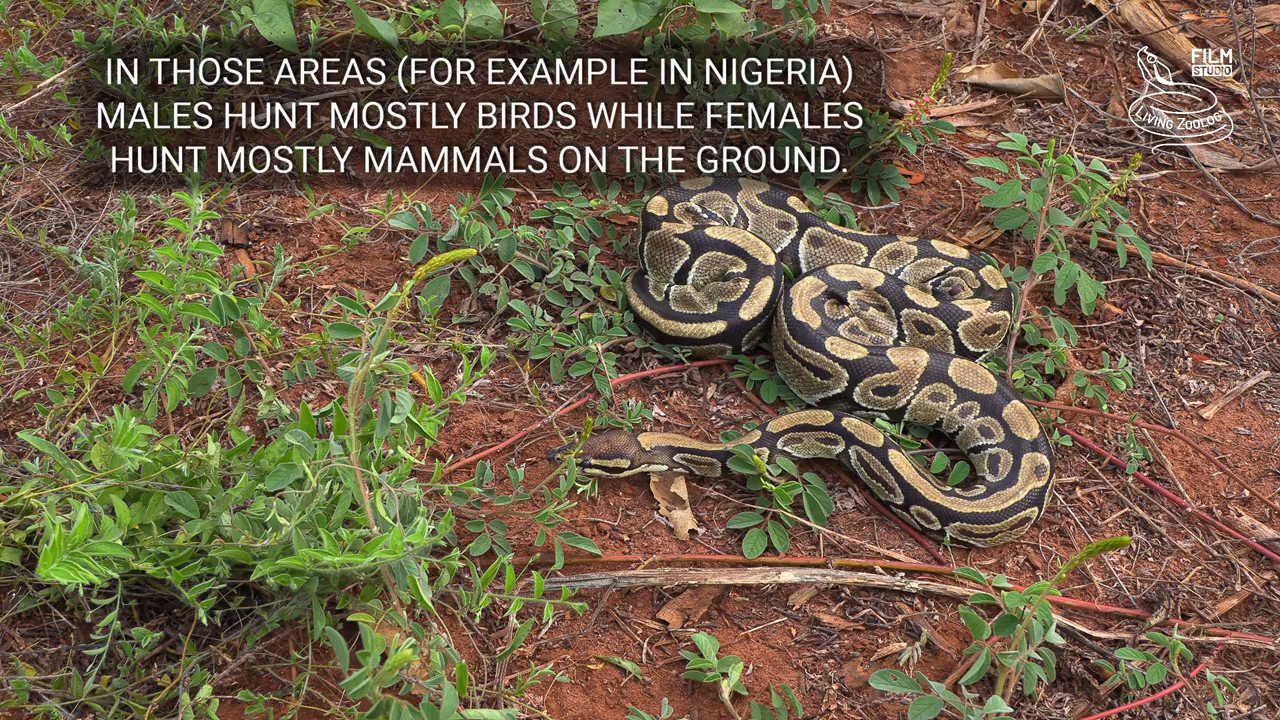 IN THOSE AREAS (FOR EXAMPLE IN NIGERIA)
MALES HUNT MOSTLY BIRDS WHILE FEMALES
HUNT MOSTLY MAMMALS ON THE GROUND.
FILM
STUDIO
LIVING ZOOLOGY